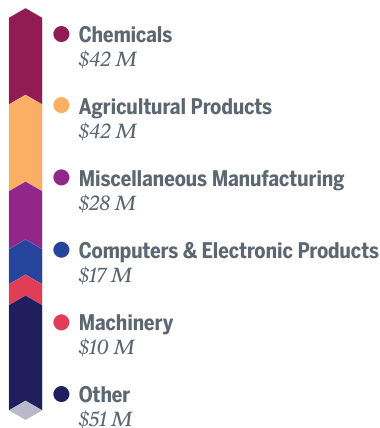 Chemicals
$42 M
Agricultural Products
$42 M
Miscellaneous Manufacturing
$28 M
Computers & Electronic Products
$17 M
Machinery
$10 M
Other
$51 M